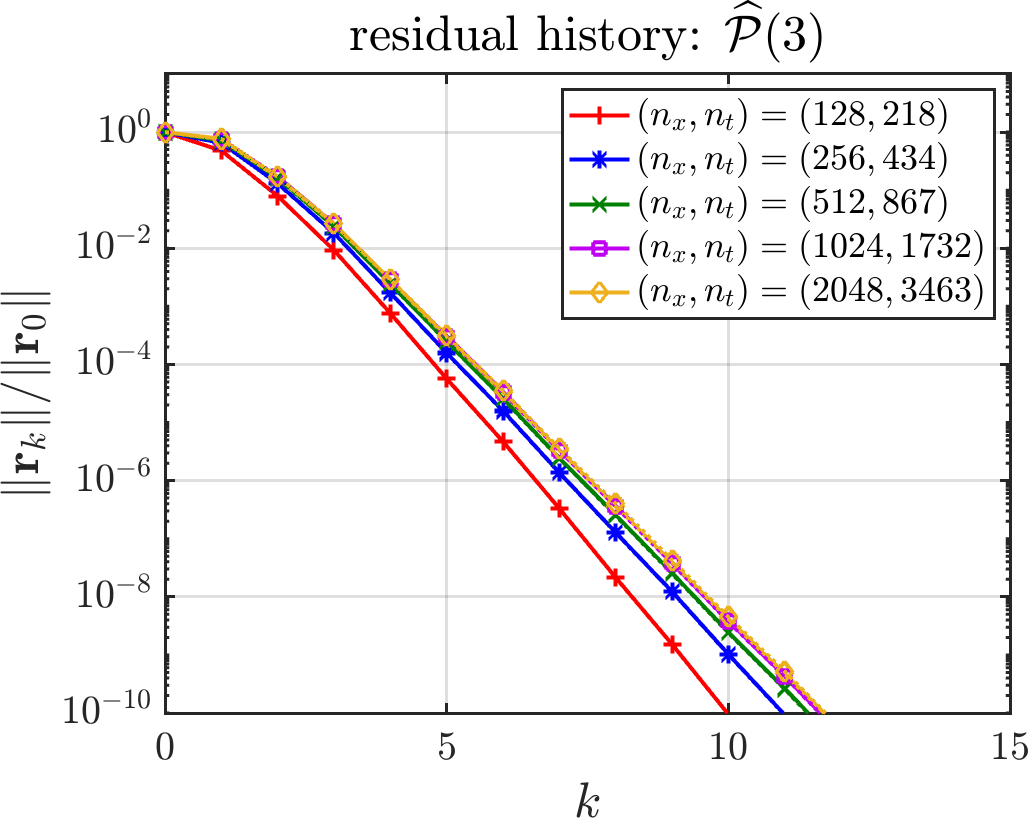 residual history: $\widehat{\mathcal{P}}(3)$
$(n_x, n_t) = (128, 218)$
$(n_x, n_t) = (256, 434)$
$(n_x, n_t) = (512, 867)$
$(n_x, n_t) = (1024, 1732)$
$(n_x, n_t) = (2048, 3463)$
$\|\mathbf{r}_k\|/\|\mathbf{r}_0\|$
$10^{0}$
$10^{-2}$
$10^{-4}$
$10^{-6}$
$10^{-8}$
$10^{-10}$
0 5 10 15
$k$